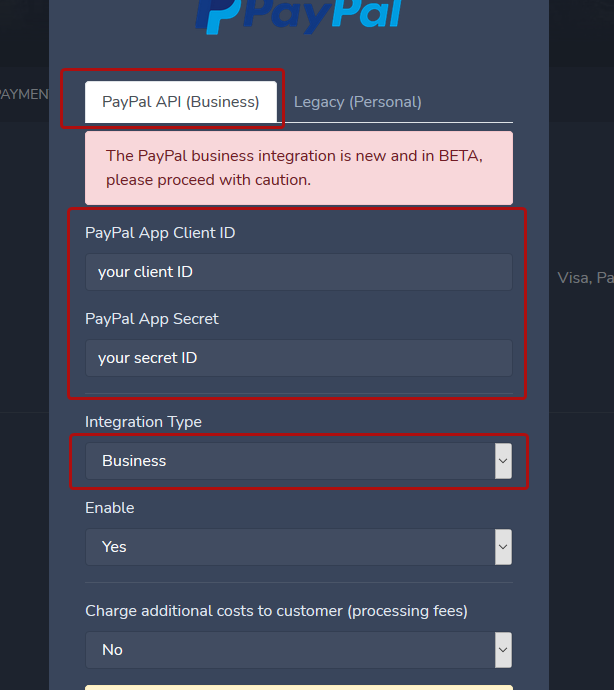 PayPal
PAYMEN
PayPal API (Business)
Legacy (Personal)
The PayPal business integration is new and in BETA,
please proceed with caution.
PayPal App Client ID
your client ID
Visa, Pa
PayPal App Secret
your secret ID
Integration Type
Business
Enable
Yes
Charge additional costs to customer (processing fees)
No